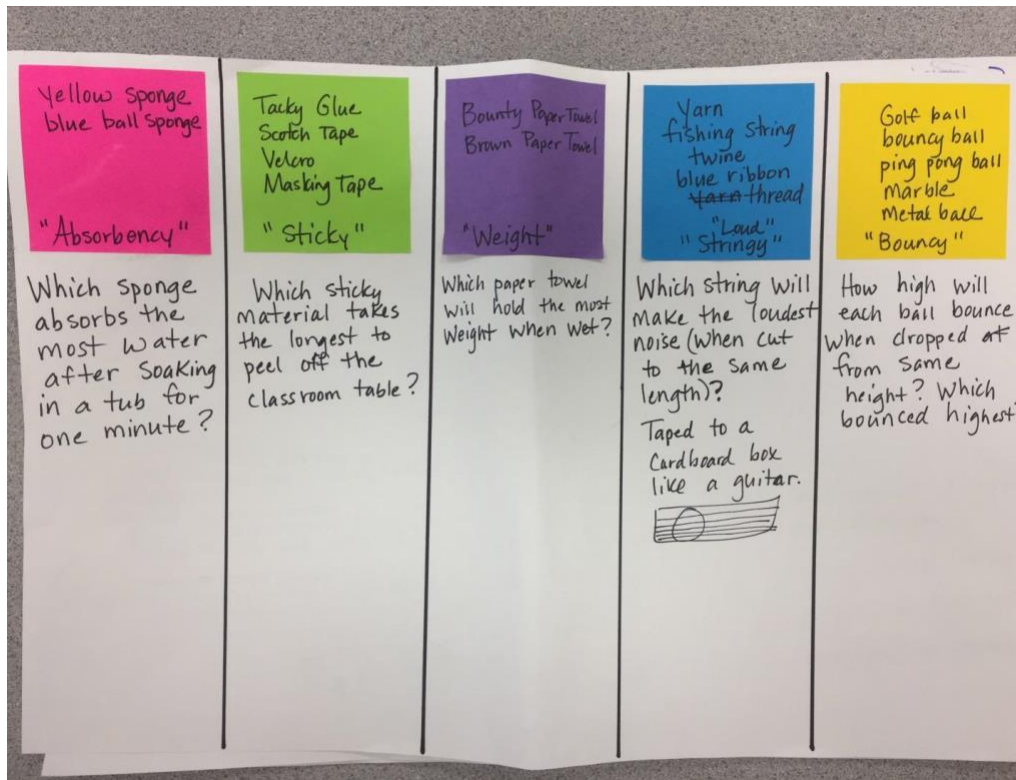 Yellow sponge
blue ball sponge
"Absorbency"
Which sponge
absorbs the
most water
after soaking
in a tub for
one minute?
Tacky Glue
Scotch Tape
Velcro
Masking Tape
"Sticky"
Which sticky
material takes
the longest to
peel off the
classroom table?
Bounty Paper Towel
Brown Paper Towel
"Weight"
Which paper towel
will hold the most
Weight when wet?
Yarn
fishing string
twine
blue ribbon
Yarn thread
"Loud"
"Stringy"
Which string will
make the loudest
noise (when cut
to the same
length)?
Taped to a
Cardboard box
like a guitar.
Golf ball
bouncy ball
ping pong ball
marble
Metal ball
"Bouncy"
How high will
each ball bounce
when dropped at
from same
height? Which
bounced highest